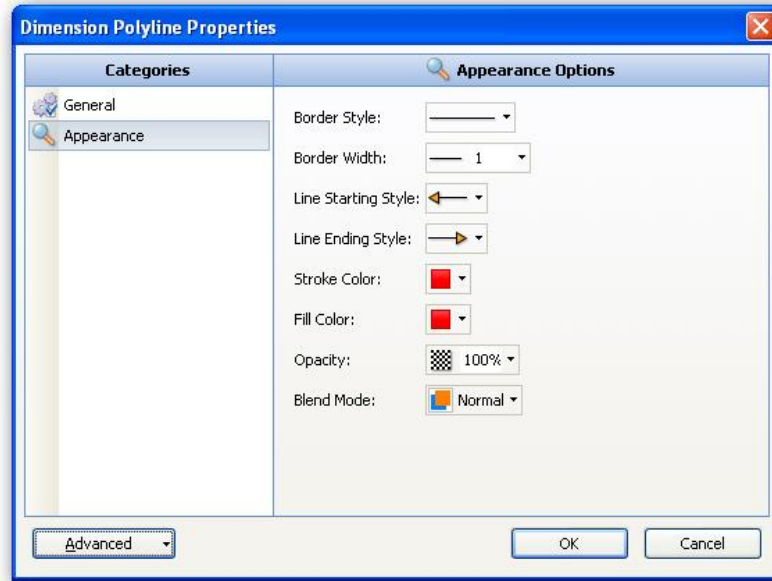 Dimension Polyline Properties
Categories
Appearance Options
General
Appearance
Border Style:
Border Width: 1
Line Starting Style:
Line Ending Style:
Stroke Color:
Fill Color:
Opacity: 100%
Blend Mode: Normal
Advanced
OK
Cancel